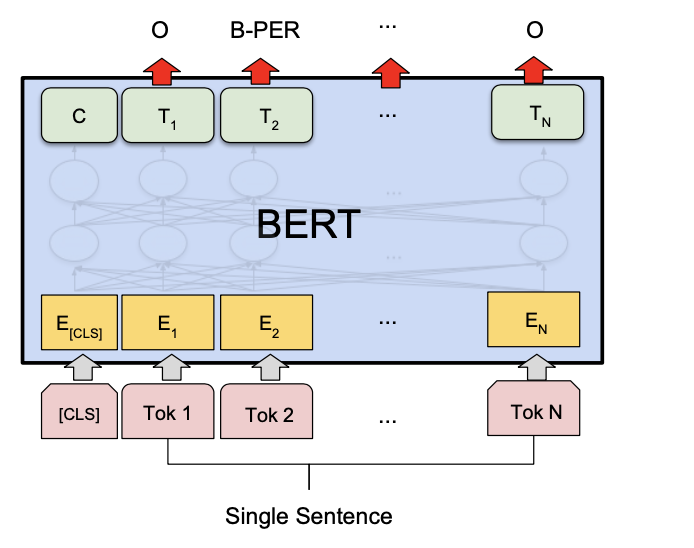 O B-PER ... O
C T1 T2 ... TN
...
BERT
...
E[CLS] E1 E2 ... EN
[CLS] Tok 1 Tok 2 ... Tok N
Single Sentence